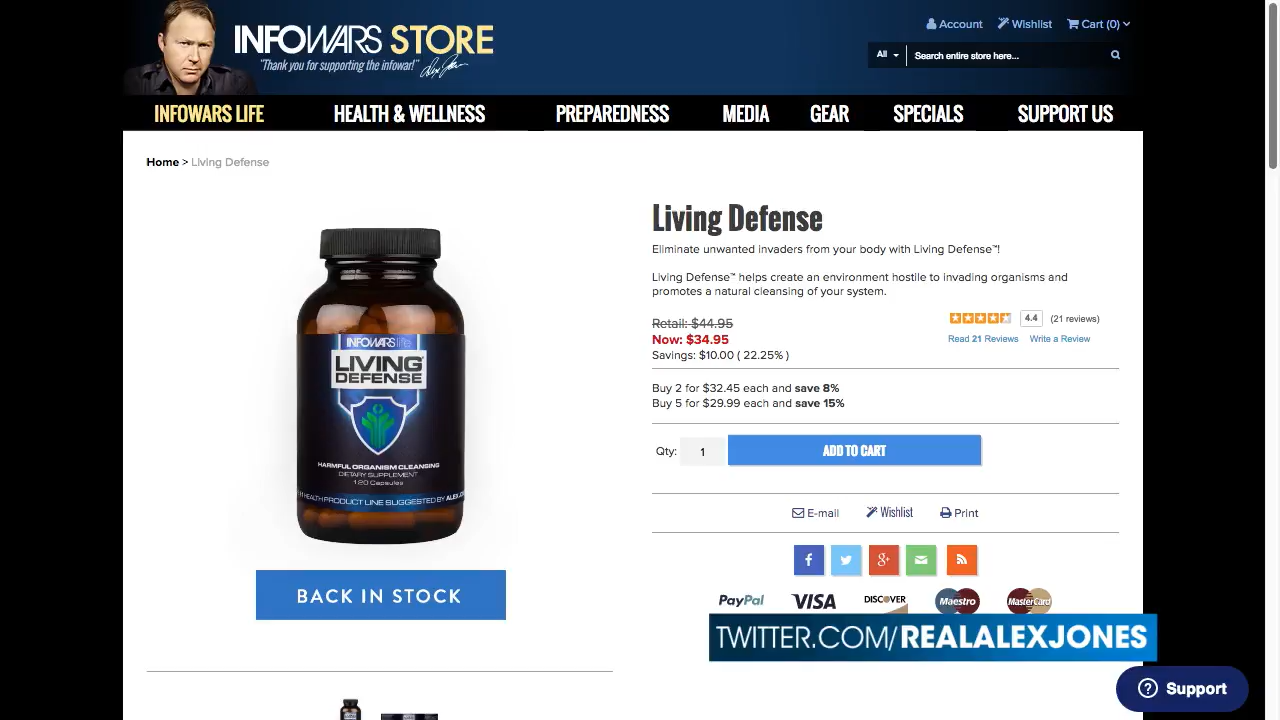 INFOWARS STORE
"Thank you for supporting the infowar!"
Account
Wishlist
Cart (0)
All
Search entire store here...
INFOWARS LIFE
HEALTH & WELLNESS
PREPAREDNESS
MEDIA
GEAR
SPECIALS
SUPPORT US
Home > Living Defense
INFOWARS life
LIVING
DEFENSE
HARMFUL ORGANISM CLEANSING
DIETARY SUPPLEMENT
120 Capsules
HEALTH PRODUCT LINE SUGGESTED BY ALEX
BACK IN STOCK
Living Defense
Eliminate unwanted invaders from your body with Living Defense™!
Living Defense™ helps create an environment hostile to invading organisms and
promotes a natural cleansing of your system.
Retail: $44.95
Now: $34.95
Savings: $10.00 ( 22.25% )
4.4 (21 reviews)
Read 21 Reviews Write a Review
Buy 2 for $32.45 each and save 8%
Buy 5 for $29.99 each and save 15%
Qty: 1 ADD TO CART
E-mail Wishlist Print
f g+
PayPal VISA DISCOVER Maestro MasterCard
TWITTER.COM/REALALEXJONES
Support